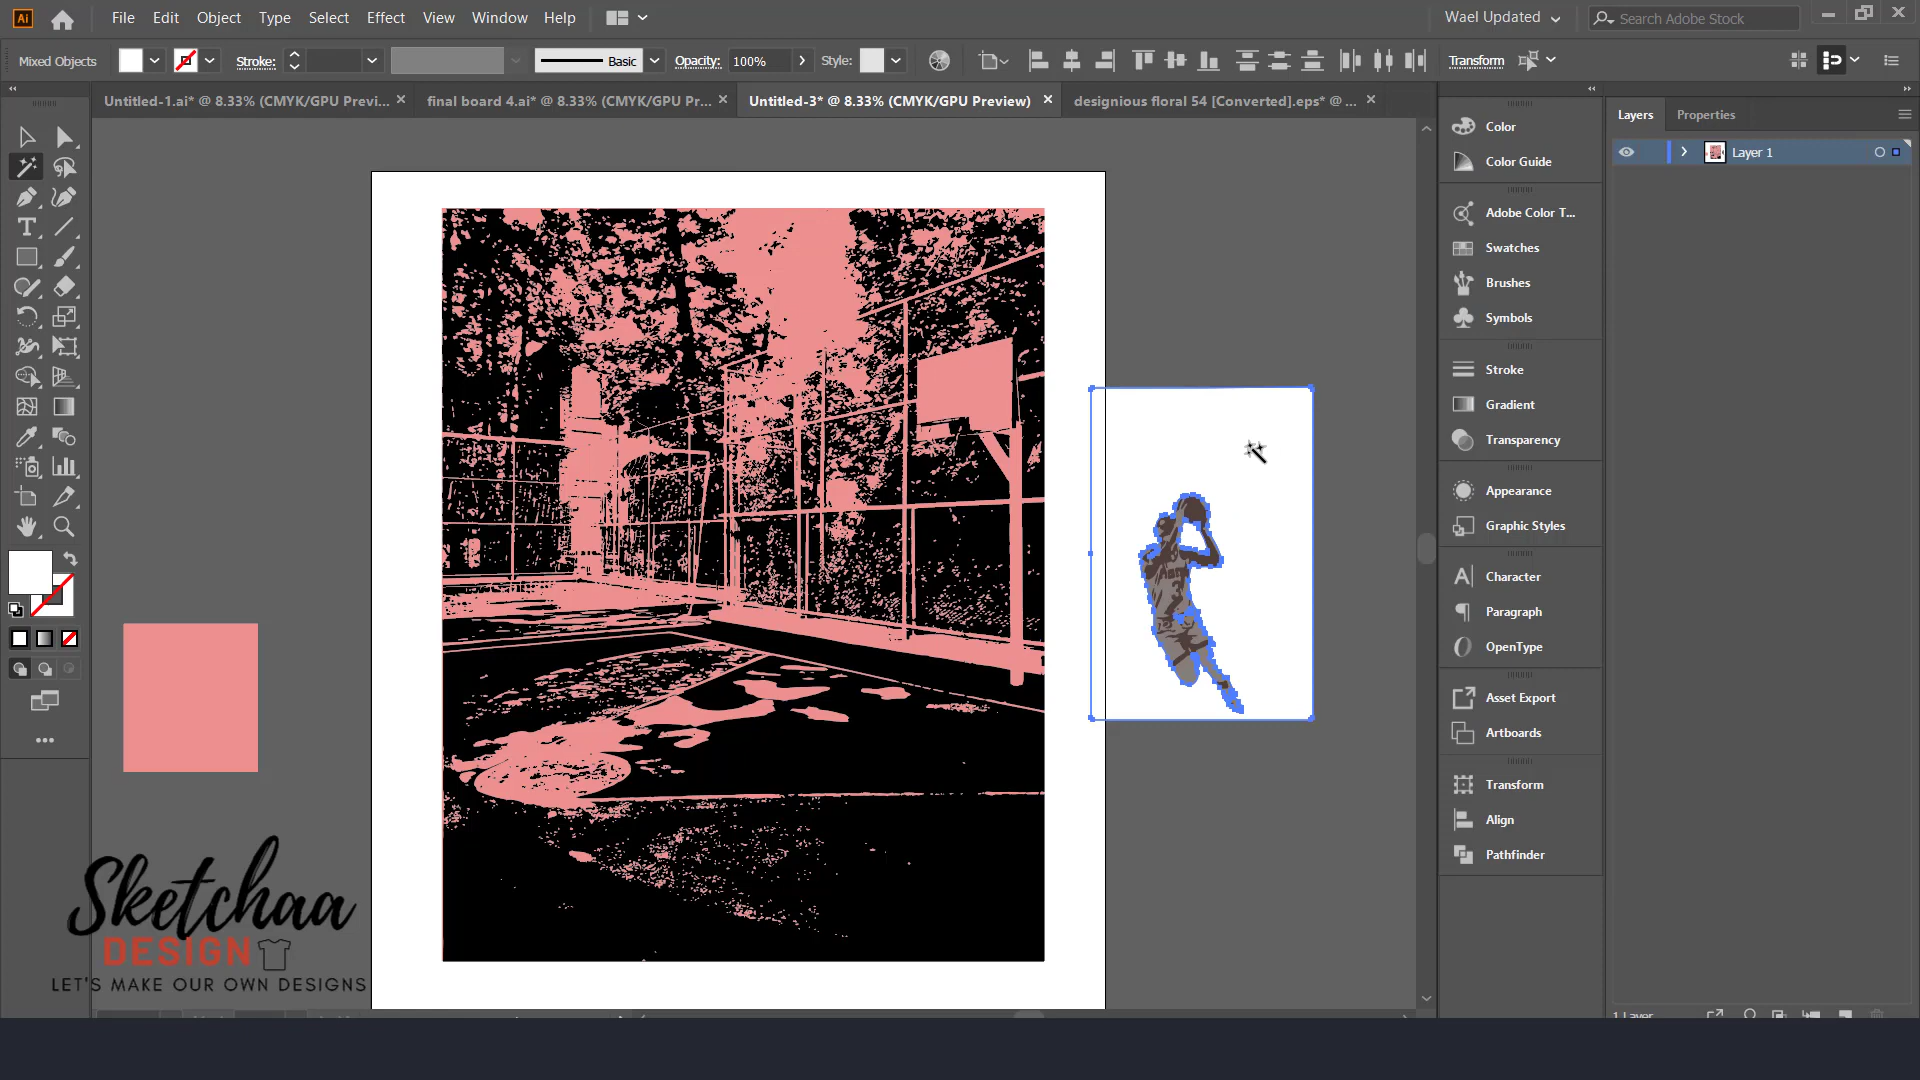 Ai File Edit Object Type Select Effect View Window Help Wael Updated Search Adobe Stock
Mixed Objects Stroke: Basic Opacity: 100% Style: Transform
Untitled-1.ai* @ 8.33% (CMYK/GPU Previ... final board 4.ai* @ 8.33% (CMYK/GPU Pr... Untitled-3* @ 8.33% (CMYK/GPU Preview) designious floral 54 [Converted].eps* @ ...
Color
Color Guide
Adobe Color T...
Swatches
Brushes
Symbols
Stroke
Gradient
Transparency
Appearance
Graphic Styles
Character
Paragraph
OpenType
Asset Export
Artboards
Transform
Align
Pathfinder
Layers Properties
Layer 1
1 Layer
Sketchaa
DESIGN
LET'S MAKE OUR OWN DESIGNS